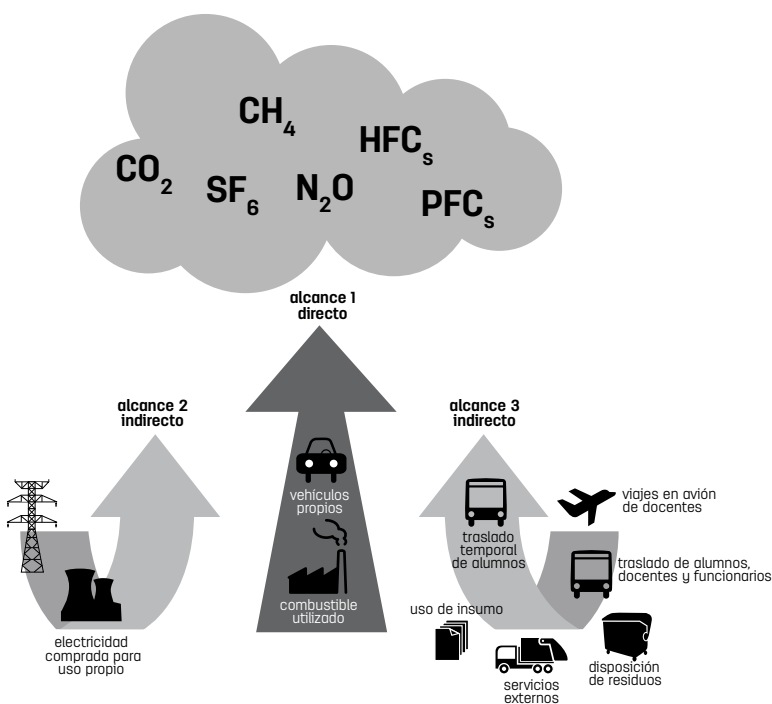 CH₄
HFCₛ
CO₂
SF₆
N₂O
PFCₛ
alcance 1
directo
alcance 2
indirecto
alcance 3
indirecto
vehículos
propios
combustible
utilizado
electricidad
comprada para
uso propio
traslado
temporal
de alumnos
viajes en avión
de docentes
traslado de alumnos,
docentes y funcionarios
uso de insumo
servicios
externos
disposición
de residuos